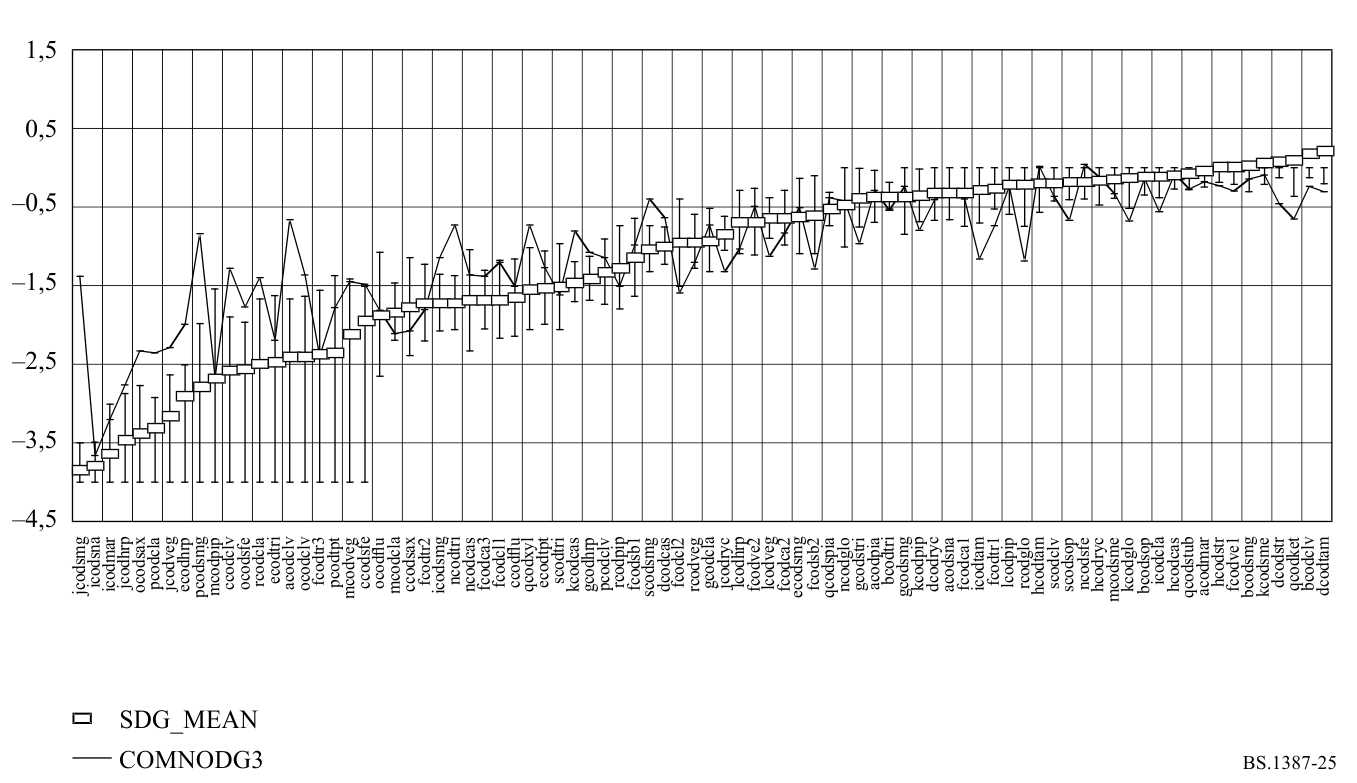 1,5
0,5
–0,5
–1,5
–2,5
–3,5
–4,5
jcodsmg
jcodsna
icodmar
jcodhrp
ocodsax
pcodcla
jcodveg
ecodhrp
pcodsmg
mcodpip
ccodclv
ocodsfe
rcodcla
ecodtri
acodclv
ocodclv
fcodtr3
pcodtpt
mcodveg
ccodsfe
ocodflu
mcodcla
ccodsax
fcodtr2
icodsmg
ncodtri
ncodcas
fcodca3
fcodcl1
ccodflu
qcodxyl
ecodtpt
scodtri
kcodcas
gcodhrp
pcodclv
rcodpip
fcodsb1
scodsmg
dcodcas
fcodcl2
rcodveg
gcodcla
jcodryc
lcodhrp
fcodve2
lcodveg
fcodca2
ecodsmg
fcodsb2
qcodspia
ncodglo
gcodstri
acodpia
bcodtri
gcodsmg
kcodpip
dcodryc
acodsna
fcodca1
icodtam
fcodtr1
lcodpip
rcodglo
hcodtam
scodclv
scodsop
ncodsfe
hcodryc
mcodsme
kcodglo
bcodsop
icodcla
hcodcas
qcodstub
acodmar
hcodstr
fcodve1
bcodsmg
kcodsme
dcodstr
qcodket
bcodclv
dcodtam
SDG_MEAN
COMNODG3
BS.1387-25